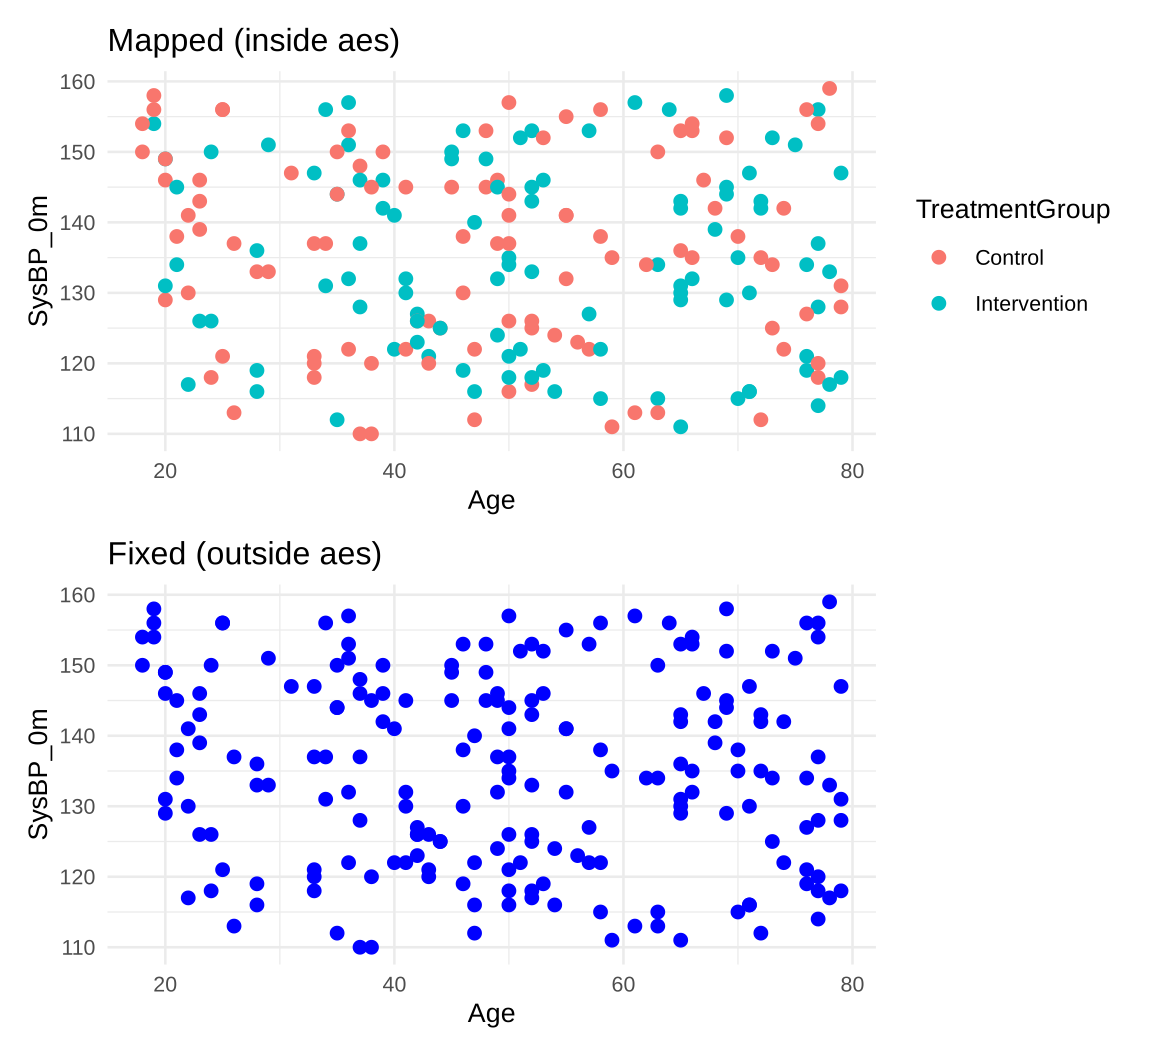 Mapped (inside aes)
160
150
140
130
120
110
SysBP_0m
20 40 60 80
Age
TreatmentGroup
Control
Intervention
Fixed (outside aes)
160
150
140
130
120
110
SysBP_0m
20 40 60 80
Age